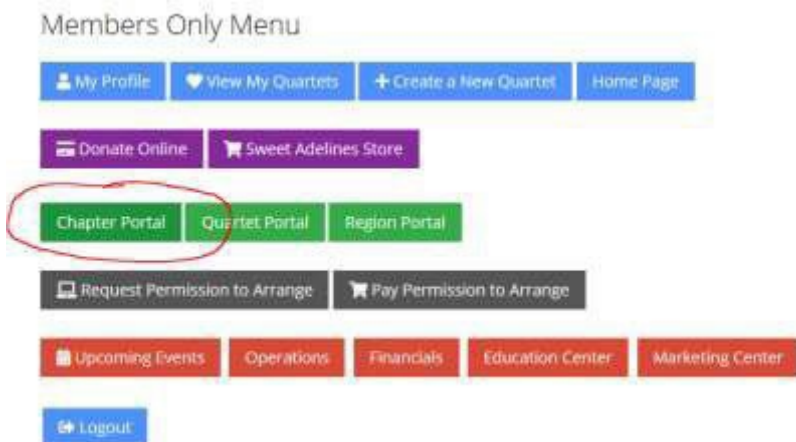 Members Only Menu
My Profile View My Quartets Create a New Quartet Home Page
Donate Online Sweet Adelines Store
Chapter Portal Quartet Portal Region Portal
Request Permission to Arrange Pay Permission to Arrange
Upcoming Events Operations Financials Education Center Marketing Center
Logout